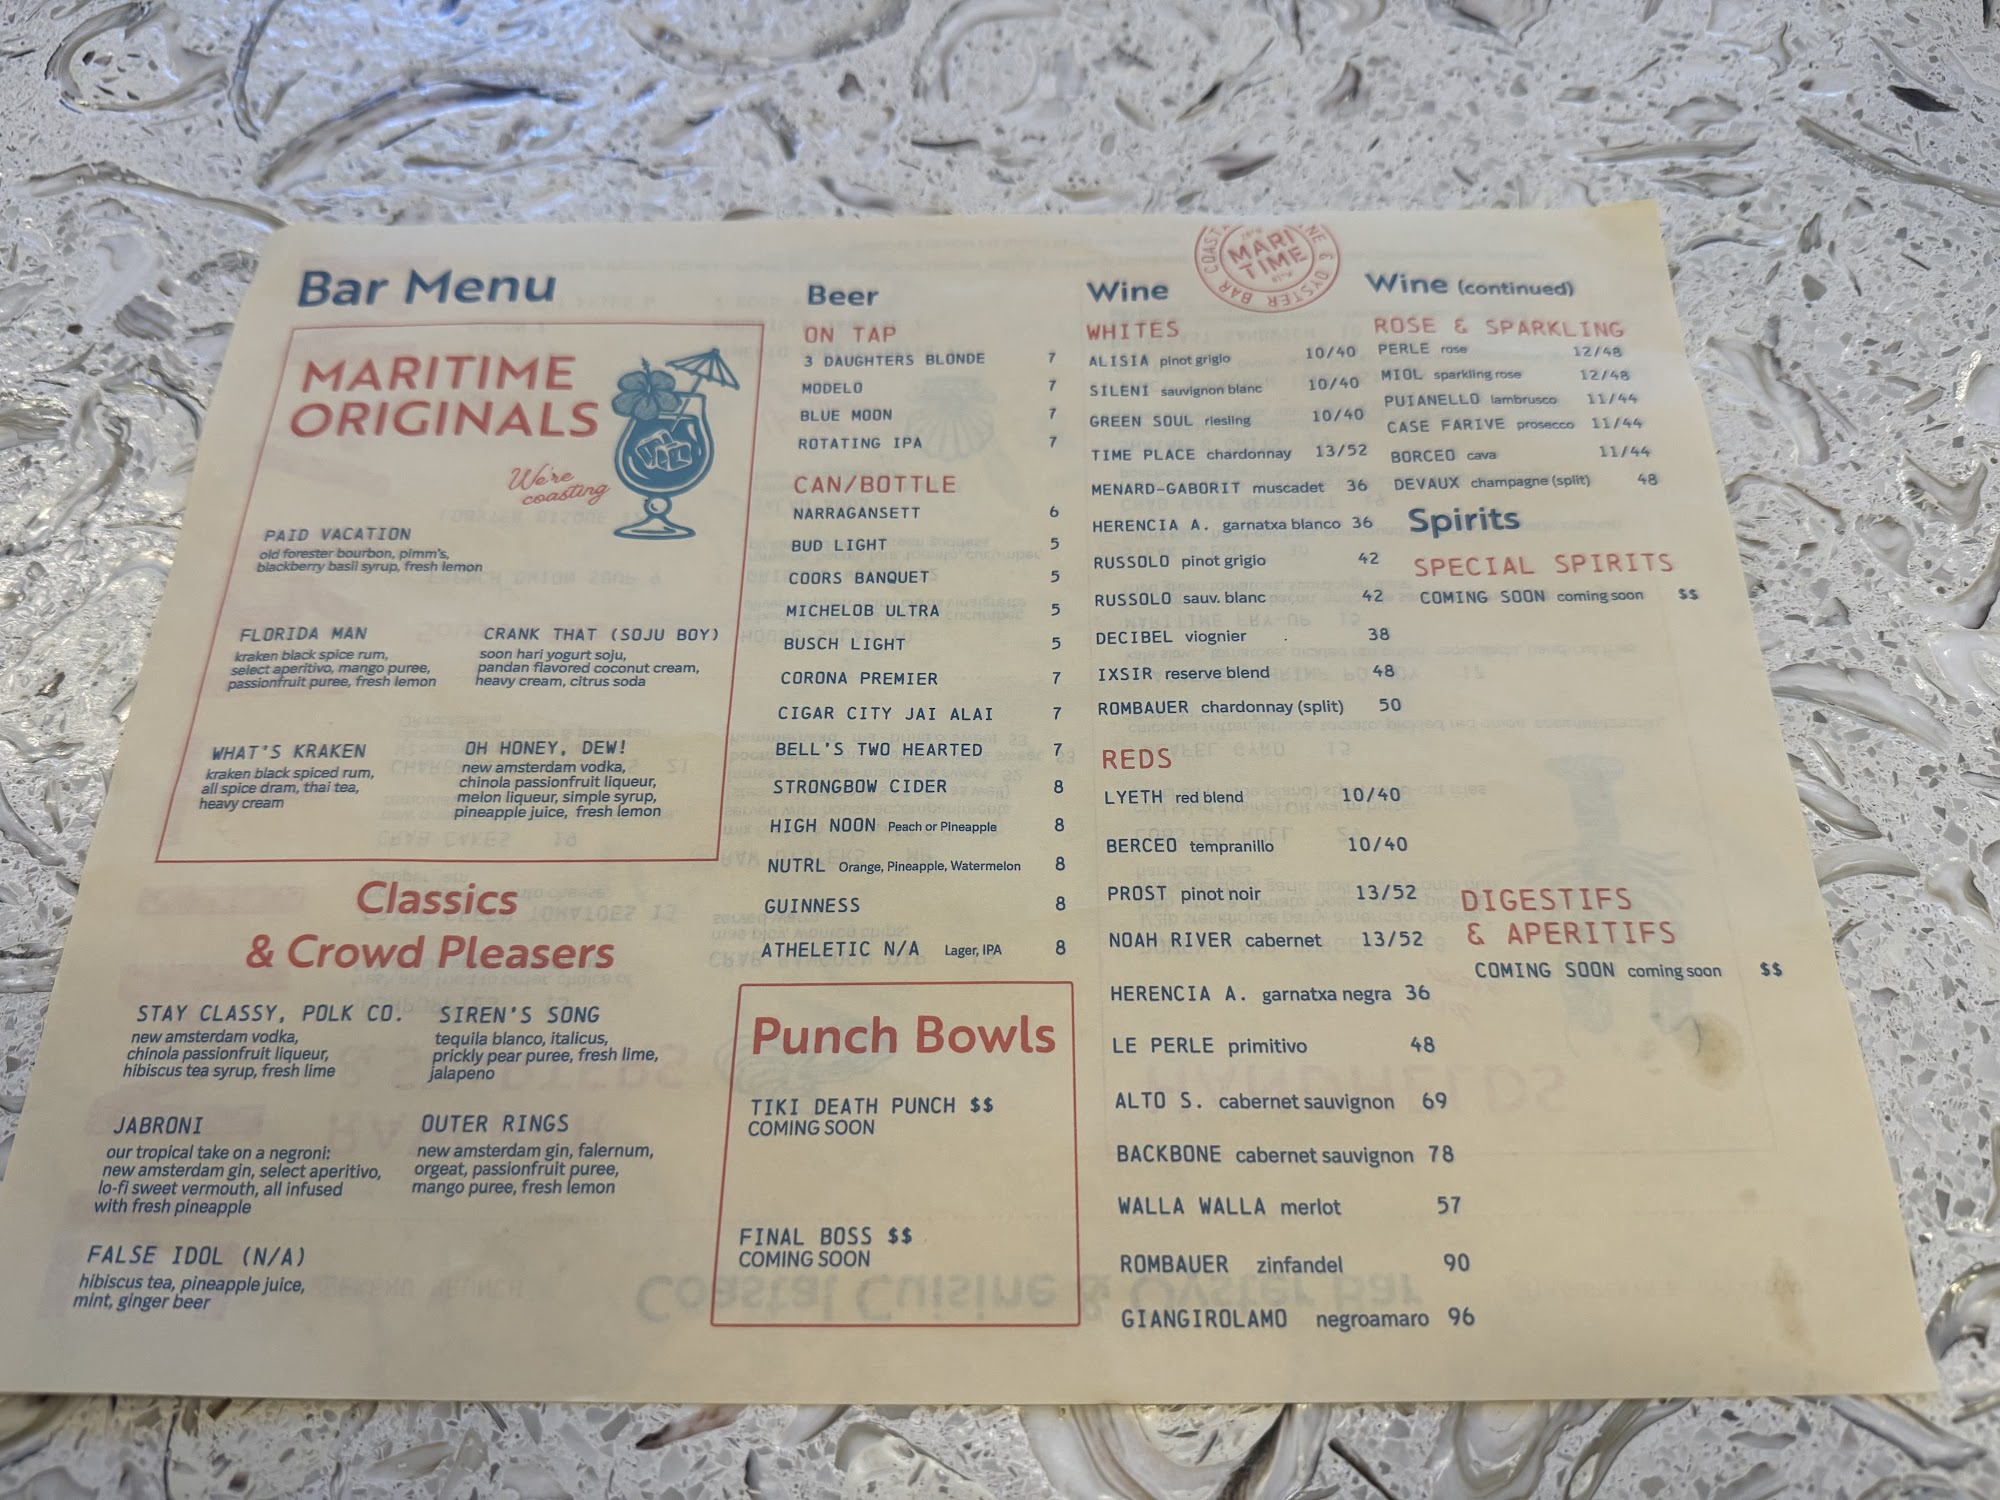 Bar Menu
MARITIME
ORIGINALS
We're
coasting
PAID VACATION
old forester bourbon, pimm's,
blackberry basil syrup, fresh lemon
FLORIDA MAN
kraken black spice rum,
select aperitivo, mango puree,
passionfruit puree, fresh lemon
CRANK THAT (SOJU BOY)
soon hari yogurt soju,
pandan flavored coconut cream,
heavy cream, citrus soda
WHAT'S KRAKEN
kraken black spiced rum,
all spice dram, thai tea,
heavy cream
OH HONEY, DEW!
new amsterdam vodka,
chinola passionfruit liqueur,
melon liqueur, simple syrup,
pineapple juice, fresh lemon
Classics
& Crowd Pleasers
STAY CLASSY, POLK CO.
new amsterdam vodka,
chinola passionfruit liqueur,
hibiscus tea syrup, fresh lime
SIREN'S SONG
tequila blanco, italicus,
prickly pear puree, fresh lime,
jalapeno
JABRONI
our tropical take on a negroni:
new amsterdam gin, select aperitivo,
lo-fi sweet vermouth, all infused
with fresh pineapple
OUTER RINGS
new amsterdam gin, falernum,
orgeat, passionfruit puree,
mango puree, fresh lemon
FALSE IDOL (N/A)
hibiscus tea, pineapple juice,
mint, ginger beer
Beer
ON TAP
3 DAUGHTERS BLONDE 7
MODELO 7
BLUE MOON 7
ROTATING IPA 7
CAN/BOTTLE
NARRAGANSETT 6
BUD LIGHT 5
COORS BANQUET 5
MICHELOB ULTRA 5
BUSCH LIGHT 5
CORONA PREMIER 7
CIGAR CITY JAI ALAI 7
BELL'S TWO HEARTED 7
STRONGBOW CIDER 8
HIGH NOON Peach or Pineapple 8
NUTRL Orange, Pineapple, Watermelon 8
GUINNESS 8
ATHELETIC N/A Lager, IPA 8
Punch Bowls
TIKI DEATH PUNCH $$
COMING SOON
FINAL BOSS $$
COMING SOON
Wine
WHITES
ALISIA pinot grigio 10/40
SILENI sauvignon blanc 10/40
GREEN SOUL riesling 10/40
TIME PLACE chardonnay 13/52
MENARD-GABORIT muscadet 36
HERENCIA A. garnatxa blanco 36
RUSSOLO pinot grigio 42
RUSSOLO sauv. blanc 42
DECIBEL viognier 38
IXSIR reserve blend 48
ROMBAUER chardonnay (split) 50
REDS
LYETH red blend 10/40
BERCEO tempranillo 10/40
PROST pinot noir 13/52
NOAH RIVER cabernet 13/52
HERENCIA A. garnatxa negra 36
LE PERLE primitivo 48
ALTO S. cabernet sauvignon 69
BACKBONE cabernet sauvignon 78
WALLA WALLA merlot 57
ROMBAUER zinfandel 90
GIANGIROLAMO negroamaro 96
MARI
TIME
& OYSTER BAR
Wine (continued)
ROSE & SPARKLING
PERLE rose 12/48
MIOL sparkling rose 12/48
PUIANELLO lambrusco 11/44
CASE FARIVE prosecco 11/44
BORCEO cava 11/44
DEVAUX champagne (split) 48
Spirits
SPECIAL SPIRITS
COMING SOON coming soon $$
DIGESTIFS
& APERITIFS
COMING SOON coming soon $$